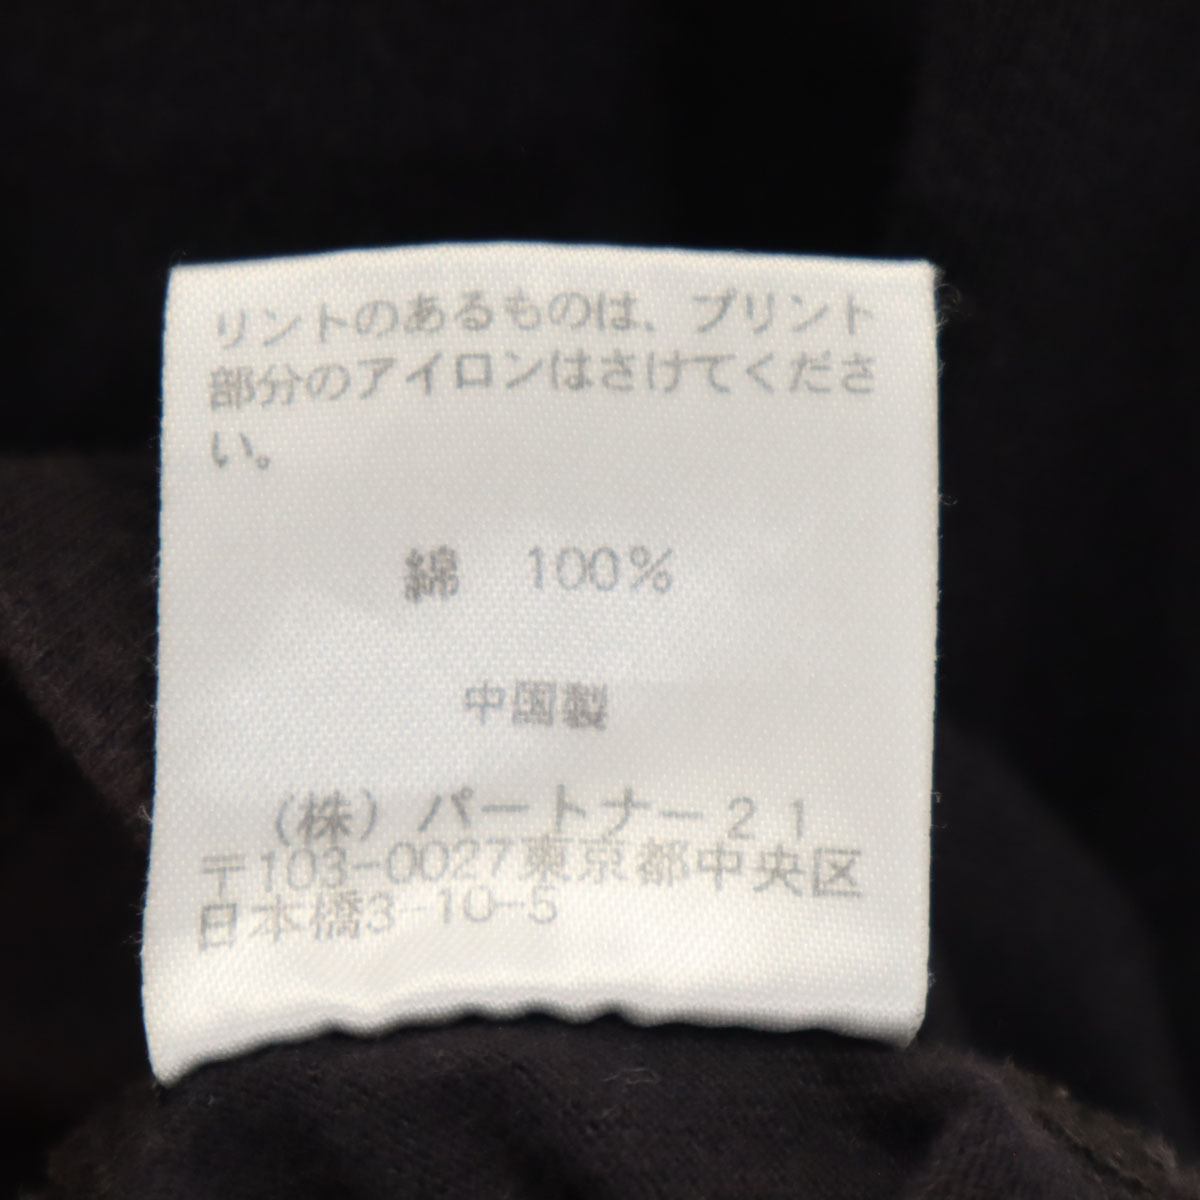 リントのあるものは、プリント
部分のアイロンはさけてくださ
い。
綿　100%
中国製
（株）パートナー２１
〒103-0027東京都中央区
日本橋3-10-5